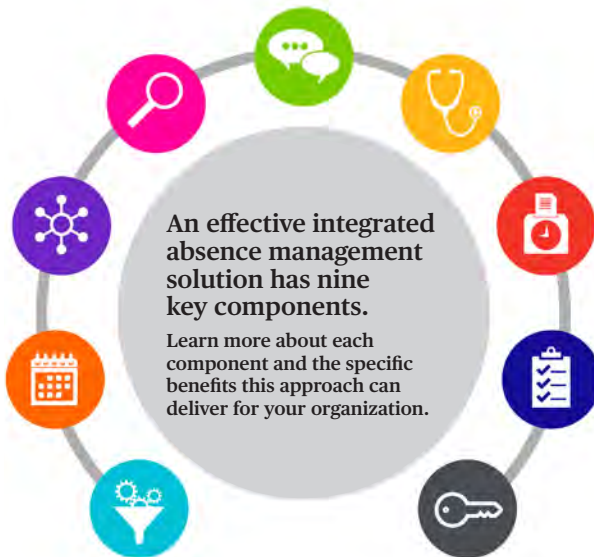 An effective integrated
absence management
solution has nine
key components.
Learn more about each
component and the specific
benefits this approach can
deliver for your organization.